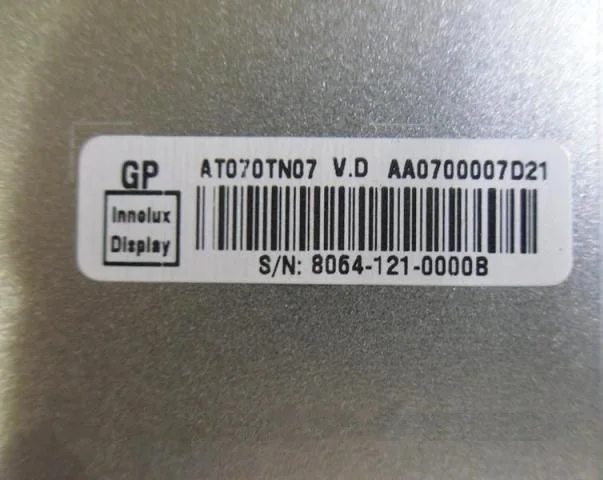 GP AT070TN07 V.D AA0700007D21
Innolux
Display
S/N: 8064-121-0000B